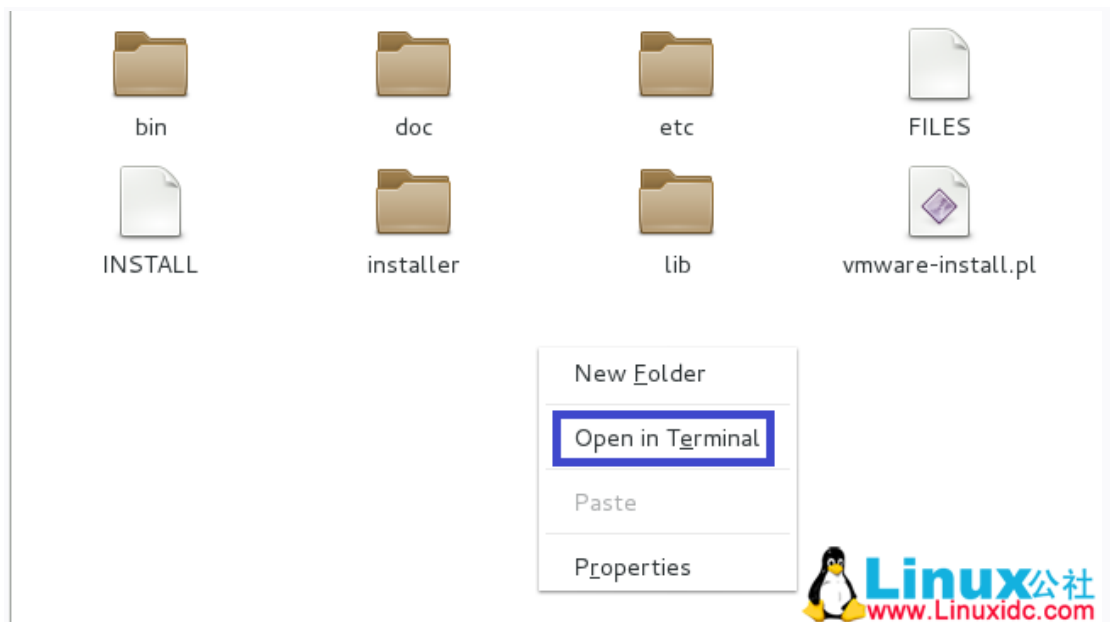 bin
doc
etc
FILES
INSTALL
installer
lib
vmware-install.pl
New Folder
Open in Terminal
Paste
Properties
Linux公社
www.Linuxidc.com